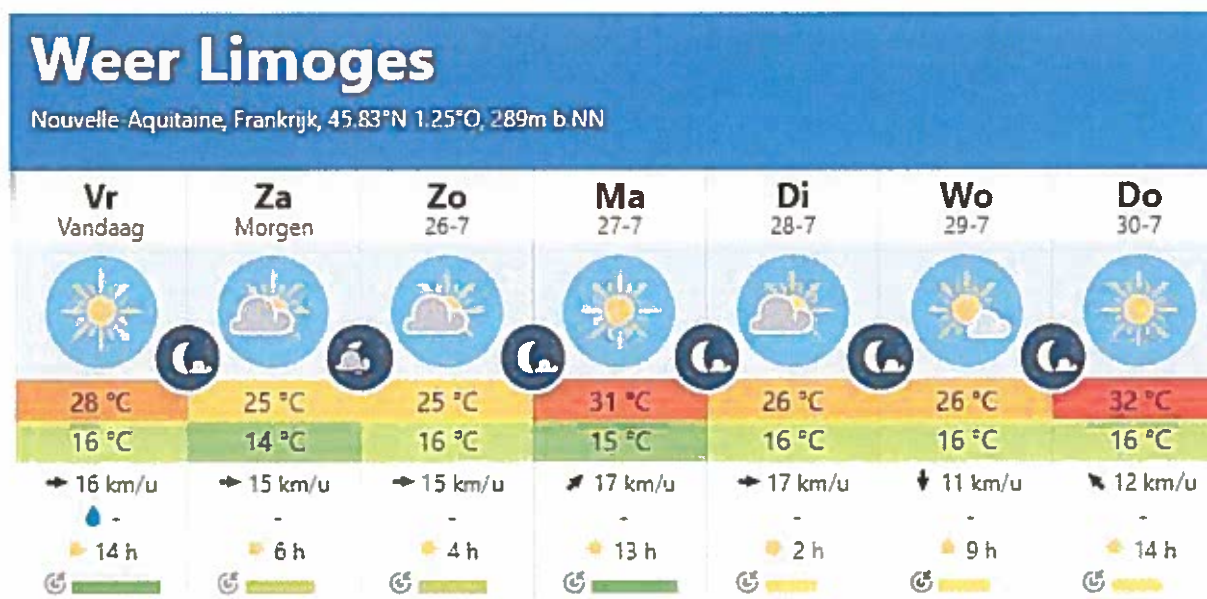 Weer Limoges
Nouvelle-Aquitaine, Frankrijk, 45.83°N 1.25°O, 289m b.NN
Vr Za Zo Ma Di Wo Do
Vandaag Morgen 26-7 27-7 28-7 29-7 30-7
28 °C 25 °C 25 °C 31 °C 26 °C 26 °C 32 °C
16 °C 14 °C 16 °C 15 °C 16 °C 16 °C 16 °C
16 km/u 15 km/u 15 km/u 17 km/u 17 km/u 11 km/u 12 km/u
- - - - - - -
14 h 6 h 4 h 13 h 2 h 9 h 14 h